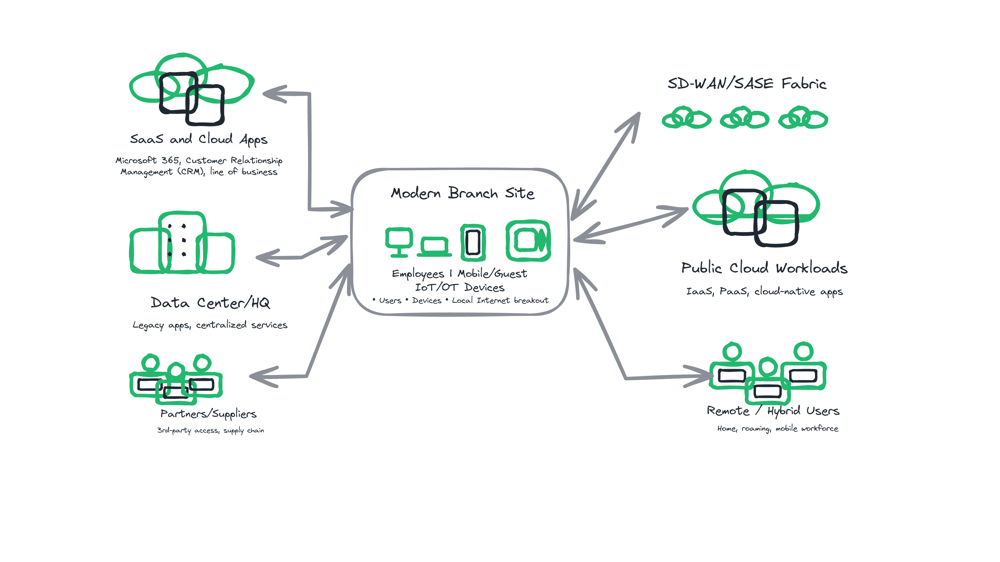 SaaS and Cloud Apps
Microsoft 365, Customer Relationship
Management (CRM), line of business
Data Center/HQ
Legacy apps, centralized services
Partners/Suppliers
3rd-party access, supply chain
Modern Branch Site
Employees | Mobile/Guest
IoT/OT Devices
• Users • Devices • Local Internet breakout
SD-WAN/SASE Fabric
Public Cloud Workloads
IaaS, PaaS, cloud-native apps
Remote / Hybrid Users
Home, roaming, mobile workforce